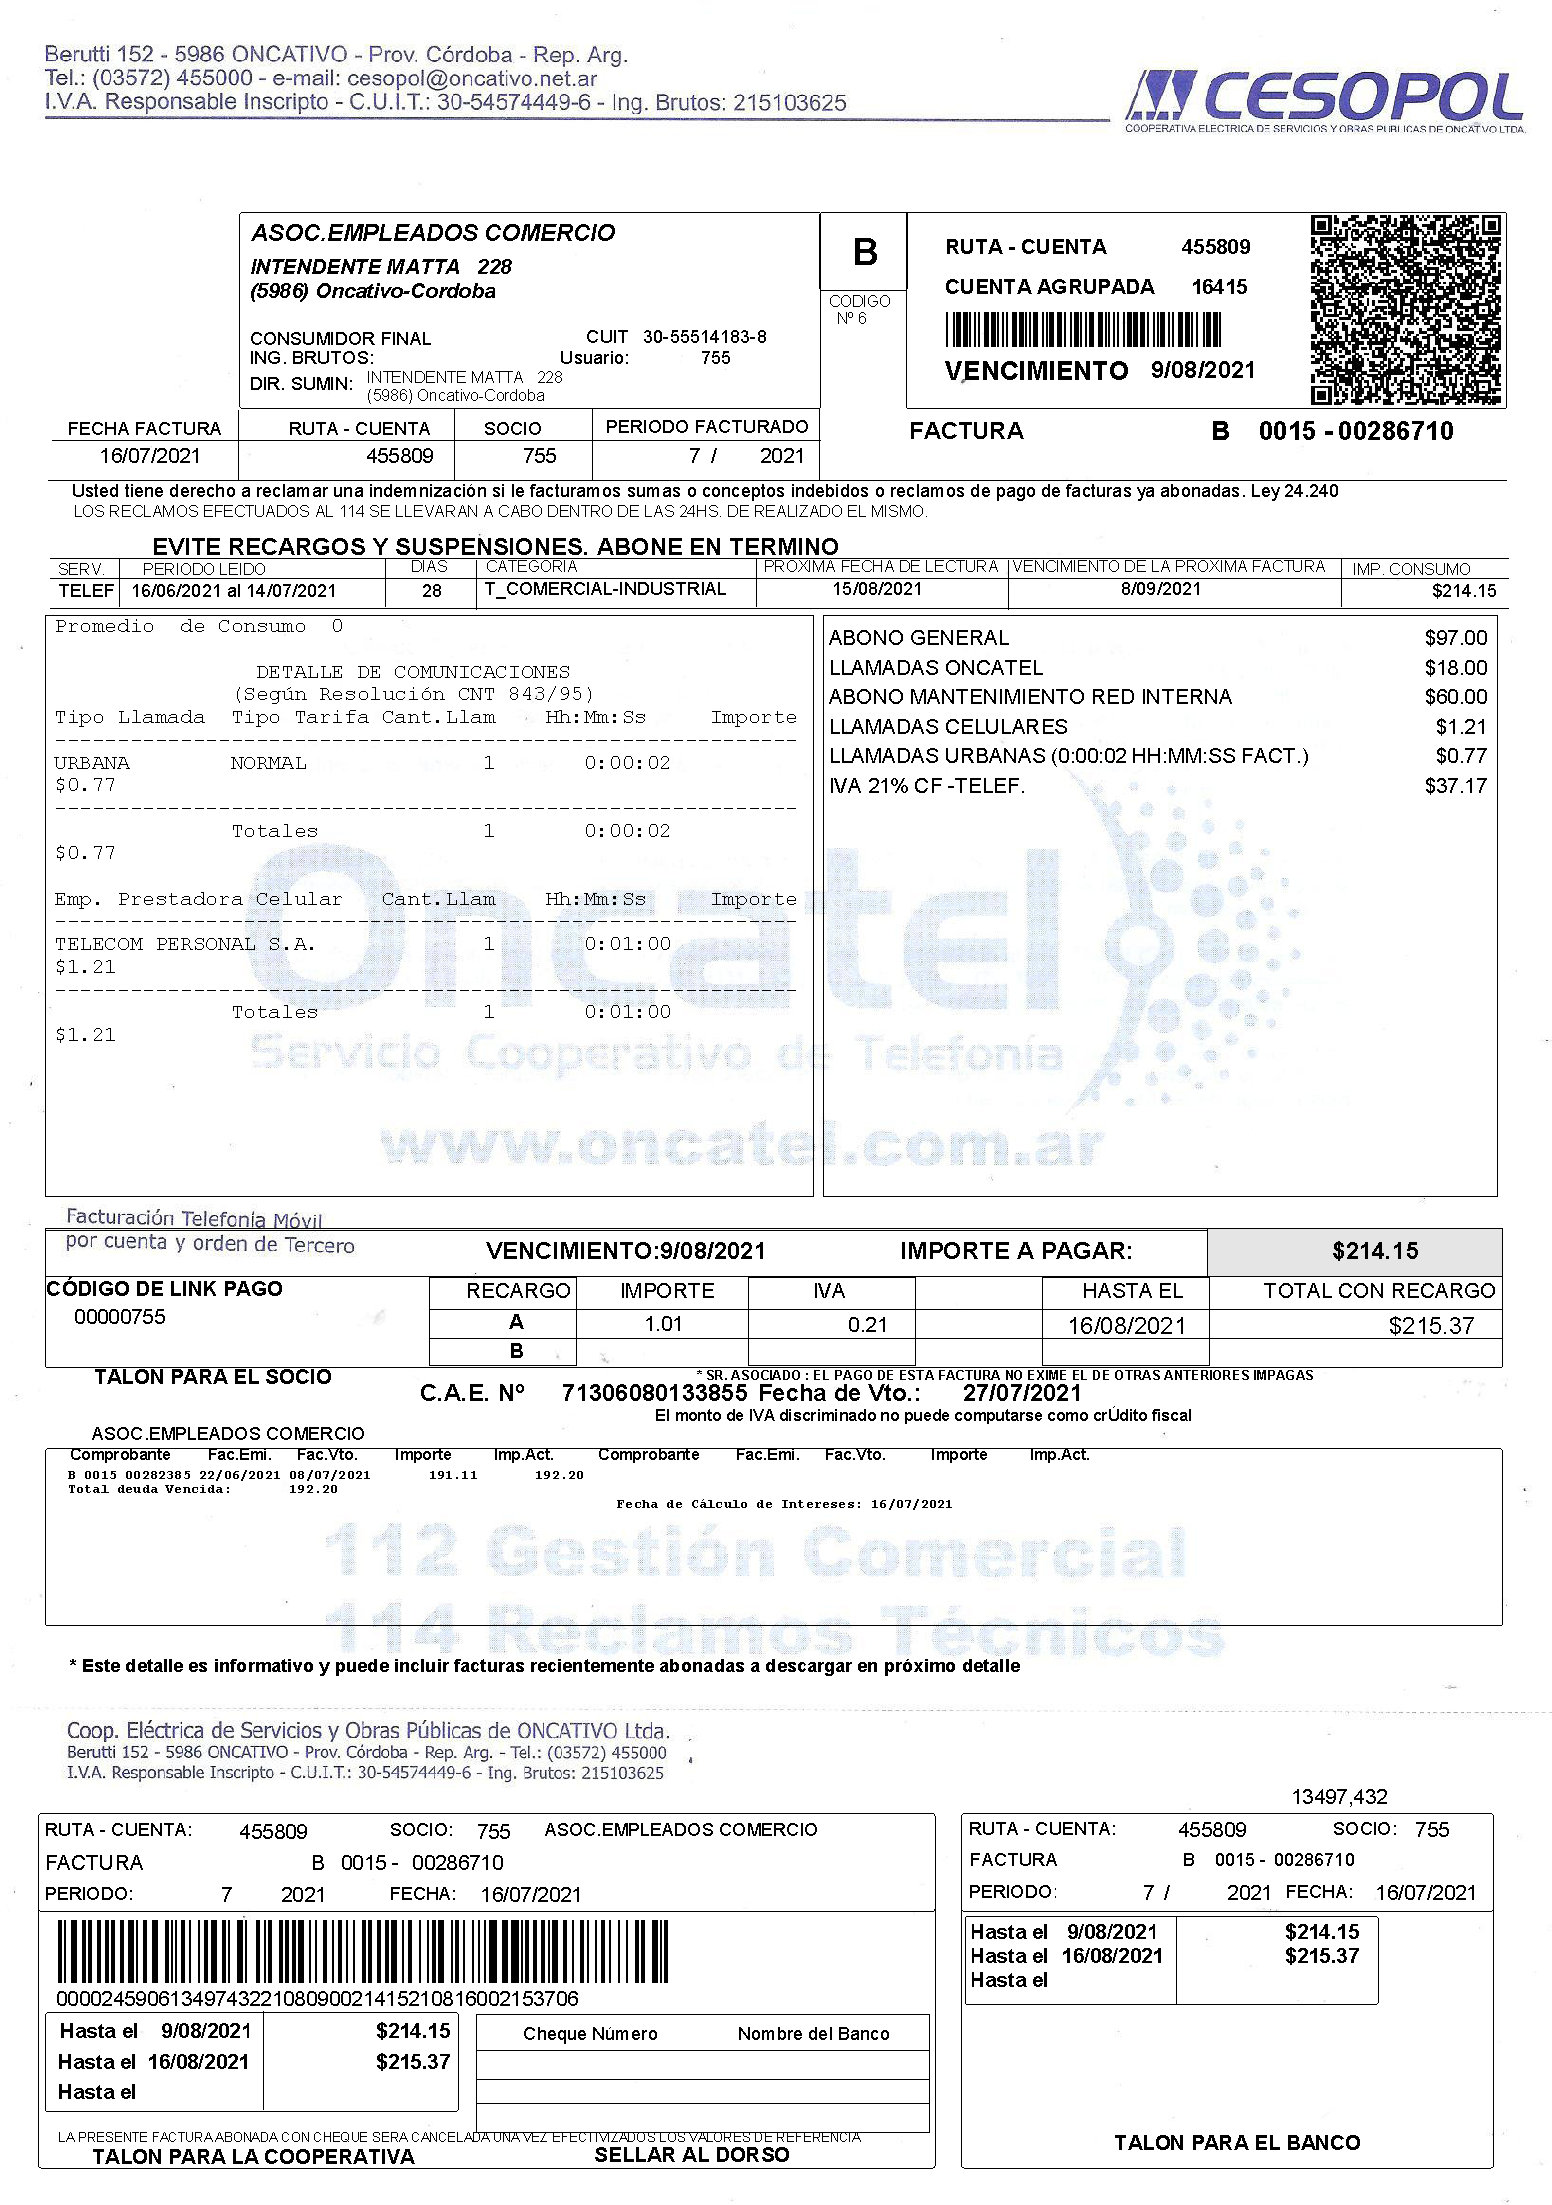 Berutti 152 - 5986 ONCATIVO - Prov. Córdoba - Rep. Arg.
Tel.: (03572) 455000 - e-mail: cesopol@oncativo.net.ar
I.V.A. Responsable Inscripto - C.U.I.T.: 30-54574449-6 - Ing. Brutos: 215103625
CESOPOL
COOPERATIVA ELECTRICA DE SERVICIOS Y OBRAS PUBLICAS DE ONCATIVO LTDA.
ASOC.EMPLEADOS COMERCIO
INTENDENTE MATTA 228
(5986) Oncativo-Cordoba
CONSUMIDOR FINAL CUIT 30-55514183-8
ING. BRUTOS: Usuario: 755
DIR. SUMIN: INTENDENTE MATTA 228
(5986) Oncativo-Cordoba
B
CODIGO
Nº 6
RUTA - CUENTA 455809
CUENTA AGRUPADA 16415
VENCIMIENTO 9/08/2021
FECHA FACTURA RUTA - CUENTA SOCIO PERIODO FACTURADO
16/07/2021 455809 755 7 / 2021
FACTURA B 0015 - 00286710
Usted tiene derecho a reclamar una indemnización si le facturamos sumas o conceptos indebidos o reclamos de pago de facturas ya abonadas. Ley 24.240
LOS RECLAMOS EFECTUADOS AL 114 SE LLEVARAN A CABO DENTRO DE LAS 24HS. DE REALIZADO EL MISMO.
EVITE RECARGOS Y SUSPENSIONES. ABONE EN TERMINO
SERV. PERIODO LEIDO DIAS CATEGORIA PROXIMA FECHA DE LECTURA VENCIMIENTO DE LA PROXIMA FACTURA IMP. CONSUMO
TELEF 16/06/2021 al 14/07/2021 28 T_COMERCIAL-INDUSTRIAL 15/08/2021 8/09/2021 $214.15
Promedio de Consumo 0
DETALLE DE COMUNICACIONES
(Según Resolución CNT 843/95)
Tipo Llamada Tipo Tarifa Cant.Llam Hh:Mm:Ss Importe
URBANA NORMAL 1 0:00:02
$0.77
Totales 1 0:00:02
$0.77
Emp. Prestadora Celular Cant.Llam Hh:Mm:Ss Importe
TELECOM PERSONAL S.A. 1 0:01:00
$1.21
Totales 1 0:01:00
$1.21
ABONO GENERAL $97.00
LLAMADAS ONCATEL $18.00
ABONO MANTENIMIENTO RED INTERNA $60.00
LLAMADAS CELULARES $1.21
LLAMADAS URBANAS (0:00:02 HH:MM:SS FACT.) $0.77
IVA 21% CF -TELEF. $37.17
Oncatel
Servicio Cooperativo de Telefonía
www.oncatel.com.ar
Facturación Telefonía Móvil
por cuenta y orden de Tercero
VENCIMIENTO:9/08/2021 IMPORTE A PAGAR: $214.15
CÓDIGO DE LINK PAGO
00000755
RECARGO IMPORTE IVA HASTA EL TOTAL CON RECARGO
A 1.01 0.21 16/08/2021 $215.37
B
TALON PARA EL SOCIO
* SR. ASOCIADO : EL PAGO DE ESTA FACTURA NO EXIME EL DE OTRAS ANTERIORES IMPAGAS
C.A.E. Nº 71306080133855 Fecha de Vto.: 27/07/2021
El monto de IVA discriminado no puede computarse como crÚdito fiscal
ASOC.EMPLEADOS COMERCIO
Comprobante Fac.Emi. Fac.Vto. Importe Imp.Act. Comprobante Fac.Emi. Fac.Vto. Importe Imp.Act.
B 0015 00282385 22/06/2021 08/07/2021 191.11 192.20
Total deuda Vencida: 192.20
Fecha de Cálculo de Intereses: 16/07/2021
112 Gestión Comercial
114 Reclamos Técnicos
* Este detalle es informativo y puede incluir facturas recientemente abonadas a descargar en próximo detalle
Coop. Eléctrica de Servicios y Obras Públicas de ONCATIVO Ltda.
Berutti 152 - 5986 ONCATIVO - Prov. Córdoba - Rep. Arg. - Tel.: (03572) 455000
I.V.A. Responsable Inscripto - C.U.I.T.: 30-54574449-6 - Ing. Brutos: 215103625
13497,432
RUTA - CUENTA: 455809 SOCIO: 755 ASOC.EMPLEADOS COMERCIO
FACTURA B 0015 - 00286710
PERIODO: 7 2021 FECHA: 16/07/2021
0000245906134974322108090021415210816002153706
Hasta el 9/08/2021 $214.15
Hasta el 16/08/2021 $215.37
Hasta el
Cheque Número Nombre del Banco
LA PRESENTE FACTURA ABONADA CON CHEQUE SERA CANCELADA UNA VEZ EFECTIVIZADOS LOS VALORES DE REFERENCIA
TALON PARA LA COOPERATIVA SELLAR AL DORSO
RUTA - CUENTA: 455809 SOCIO: 755
FACTURA B 0015 - 00286710
PERIODO: 7 / 2021 FECHA: 16/07/2021
Hasta el 9/08/2021 $214.15
Hasta el 16/08/2021 $215.37
Hasta el
TALON PARA EL BANCO